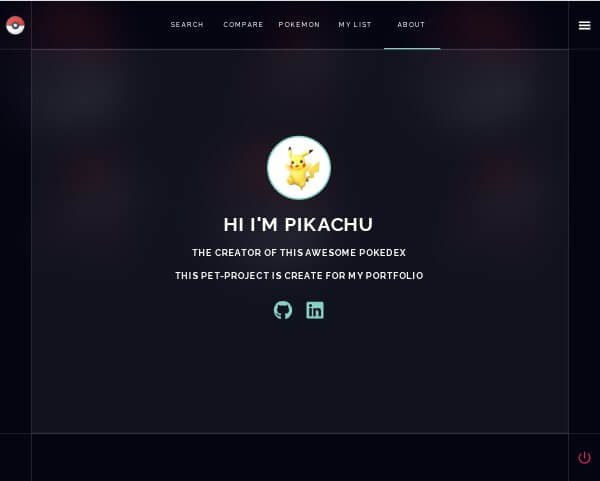 SEARCH COMPARE POKEMON MY LIST ABOUT
HI I'M PIKACHU
THE CREATOR OF THIS AWESOME POKEDEX
THIS PET-PROJECT IS CREATE FOR MY PORTFOLIO
in